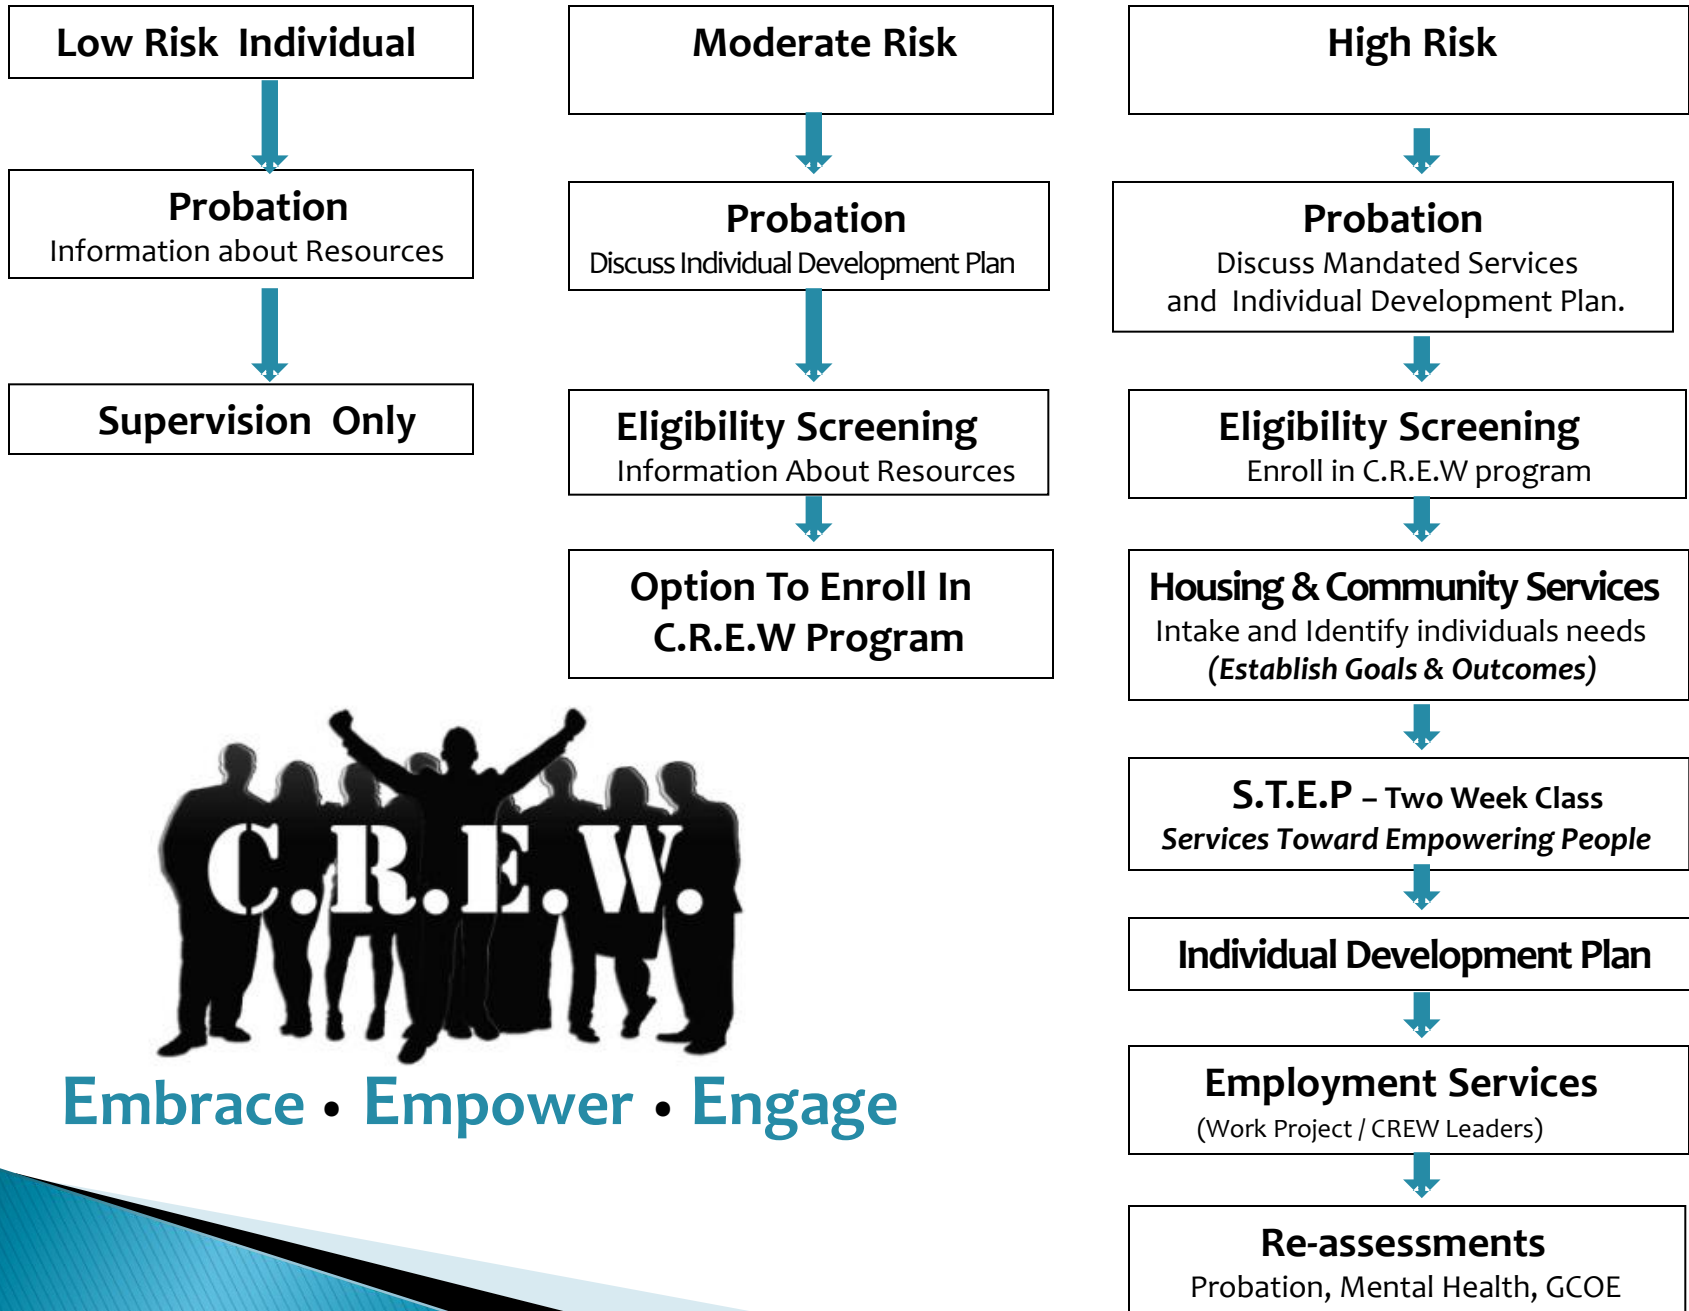 Low Risk Individual
Probation
Information about Resources
Supervision Only
Moderate Risk
Probation
Discuss Individual Development Plan
Eligibility Screening
Information About Resources
Option To Enroll In
C.R.E.W Program
High Risk
Probation
Discuss Mandated Services
and Individual Development Plan.
Eligibility Screening
Enroll in C.R.E.W program
Housing & Community Services
Intake and Identify individuals needs
(Establish Goals & Outcomes)
S.T.E.P – Two Week Class
Services Toward Empowering People
Individual Development Plan
Employment Services
(Work Project / CREW Leaders)
Re-assessments
Probation, Mental Health, GCOE
C.R.E.W.
Embrace • Empower • Engage